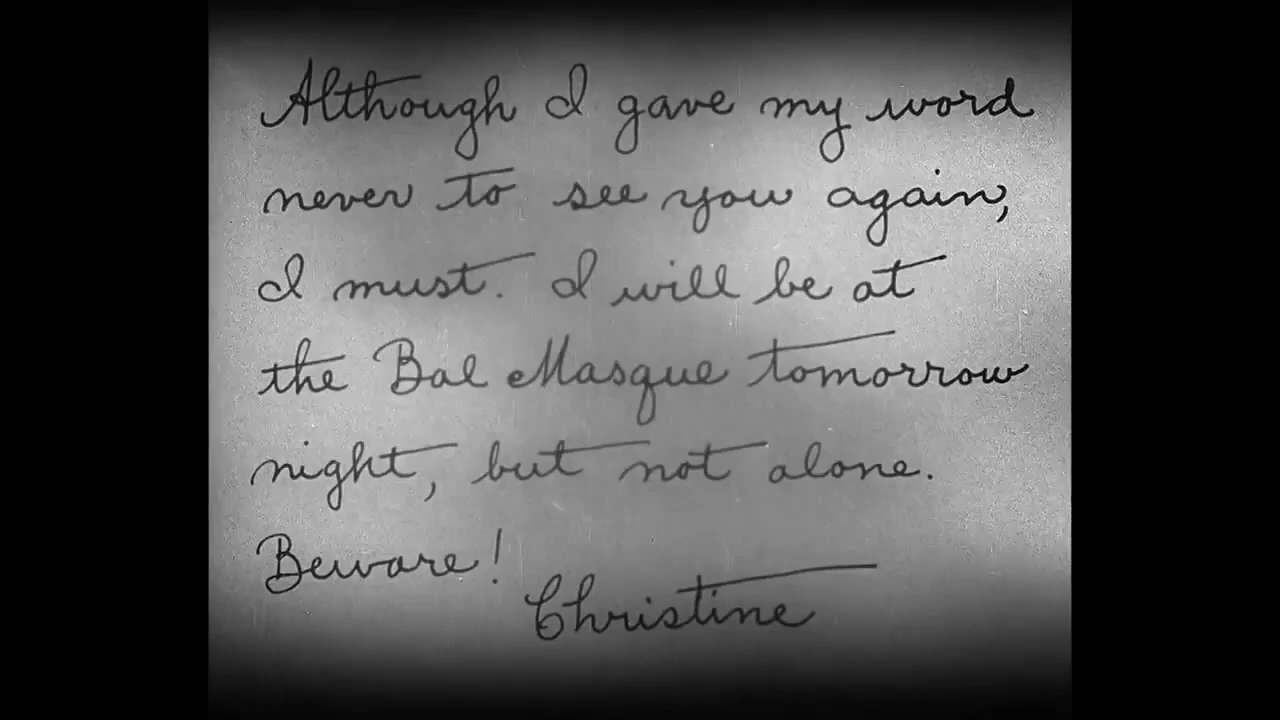 Although I gave my word
never to see you again,
I must. I will be at
the Bal Masque tomorrow
night, but not alone.
Beware!
Christine